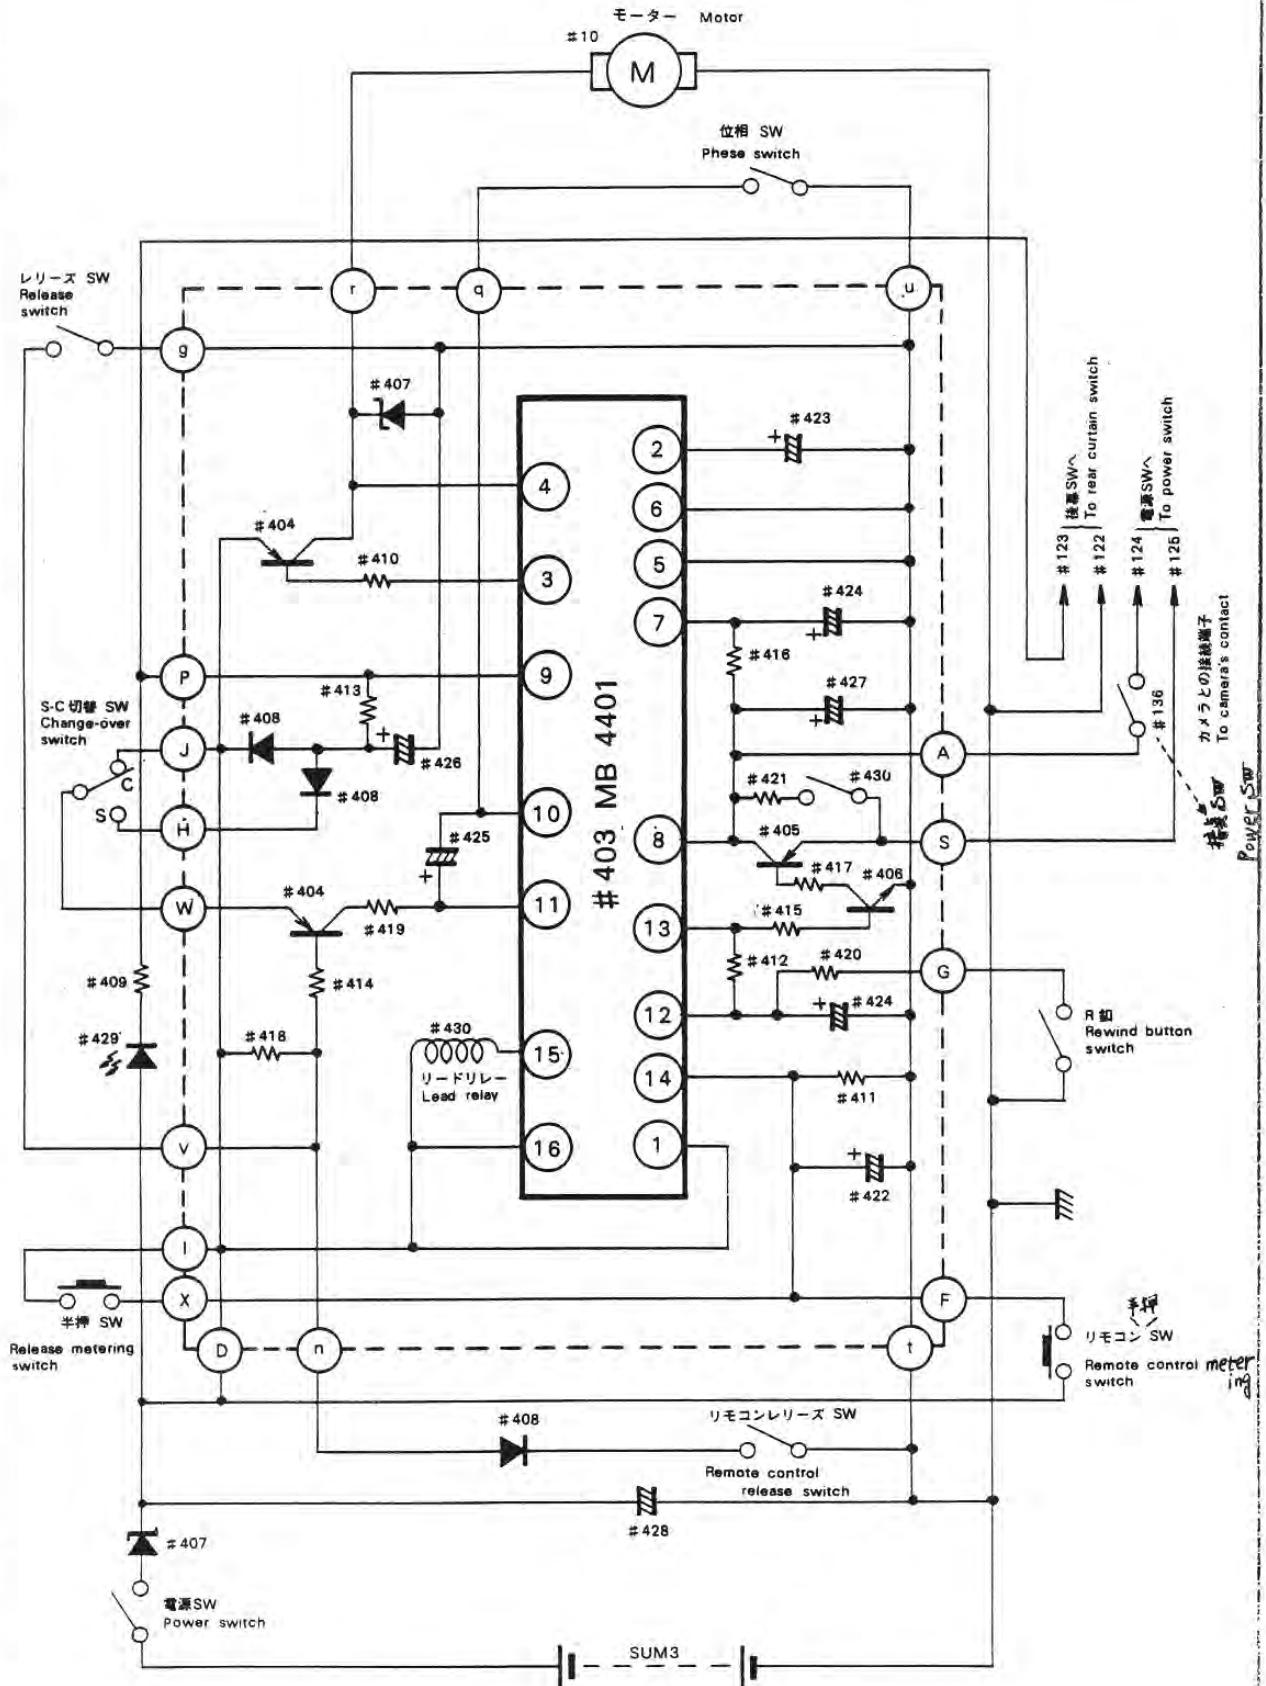 モーター Motor
#10
M
位相 SW
Phese switch
レリーズ SW
Release
switch
r
q
u
g
#407
#423
2
4
6
#404
#410
3
5
#424
7
#416
P
9
#413
#427
S-C 切替 SW
Change-over
switch
#408
J
#426
C
#408
S
H
A
#421
#430
10
#425
8
#405
S
#417
#406
W
#404
11
#419
#415
13
#403 MB 4401
#412
#420
G
#409
#414
12
#424
R 釦
Rewind button
switch
#429
#418
#430
15
リードリレー
Lead relay
14
#411
V
16
1
#422
I
X
半押 SW
Release metering
switch
F
半押
リモコン SW
Remote control metering
switch
D
n
t
#408
リモコンレリーズ SW
Remote control
release switch
#428
#407
電源SW
Power switch
SUM3
#123
#122
後幕SWへ
To rear curtain switch
#124
#125
電源SWへ
To power switch
#136
カメラとの接続端子
To camera's contact
Power SW